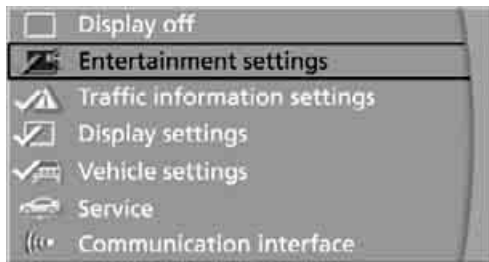 Display off
Entertainment settings
Traffic information settings
Display settings
Vehicle settings
Service
Communication interface